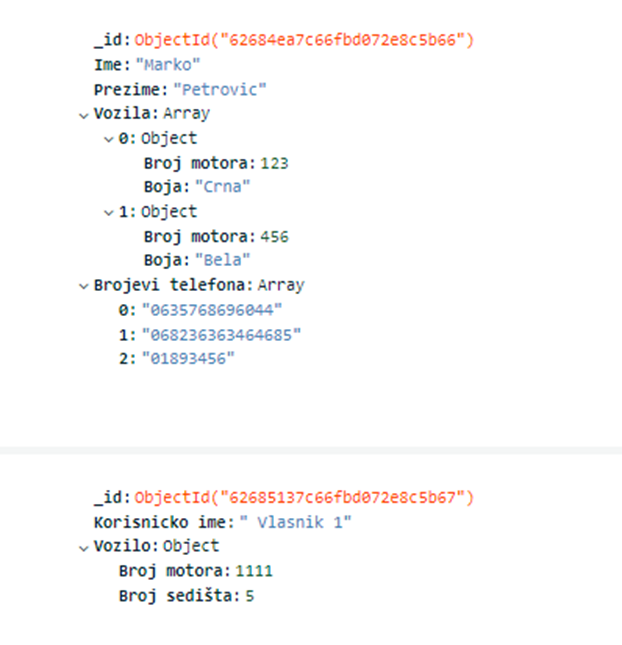 _id: ObjectId("62684ea7c66fbd072e8c5b66")
Ime: "Marko"
Prezime: "Petrovic"
Vozila: Array
0: Object
Broj motora: 123
Boja: "Crna"
1: Object
Broj motora: 456
Boja: "Bela"
Brojevi telefona: Array
0: "0635768696044"
1: "068236363464685"
2: "01893456"
_id: ObjectId("62685137c66fbd072e8c5b67")
Korisnicko ime: " Vlasnik 1"
Vozilo: Object
Broj motora: 1111
Broj sedišta: 5